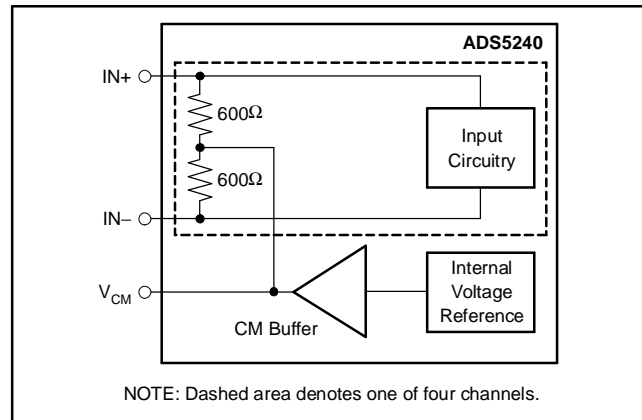 ADS5240
IN+
600Ω
Input
Circuitry
600Ω
IN−
Internal
Voltage
Reference
V_CM
CM Buffer
NOTE: Dashed area denotes one of four channels.